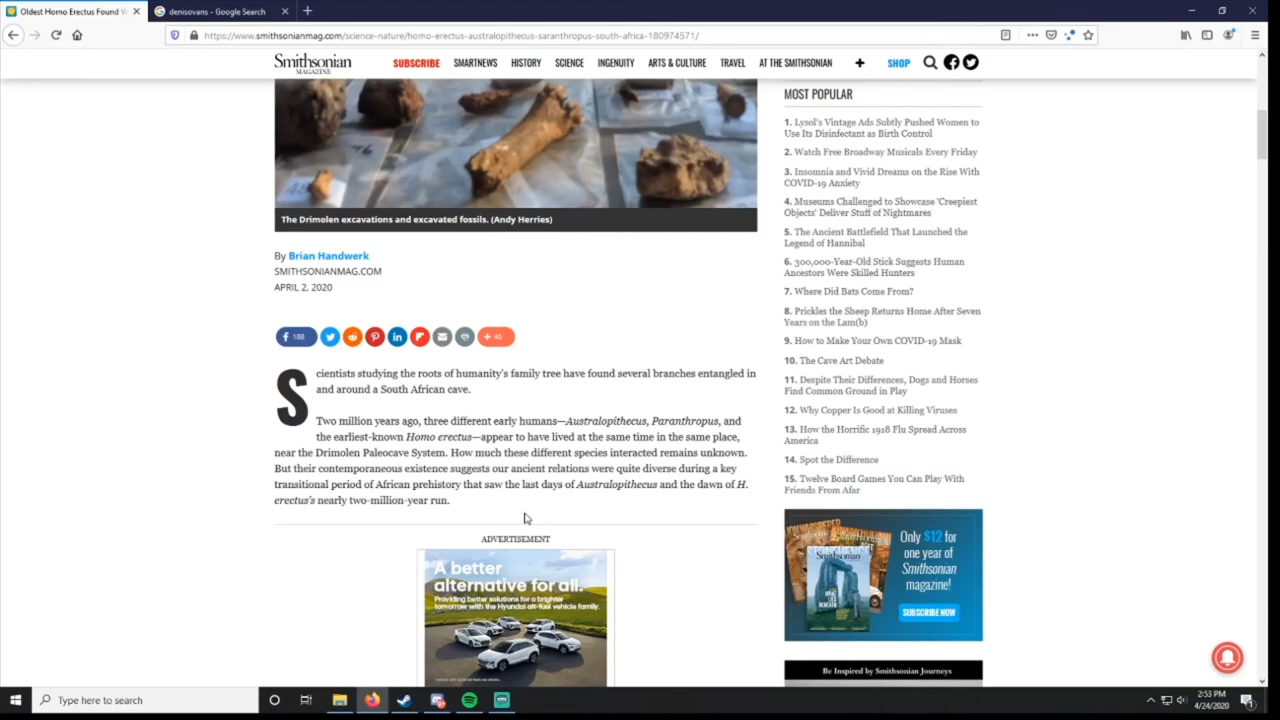 Oldest Homo Erectus Found
denisovans - Google Search
https://www.smithsonianmag.com/science-nature/homo-erectus-australopithecus-saranthropus-south-africa-180974571/
Smithsonian
MAGAZINE
SUBSCRIBE SMARTNEWS HISTORY SCIENCE INGENUITY ARTS & CULTURE TRAVEL AT THE SMITHSONIAN SHOP
The Drimolen excavations and excavated fossils. (Andy Herries)
By Brian Handwerk
SMITHSONIANMAG.COM
APRIL 2, 2020
188
+ 40
Scientists studying the roots of humanity's family tree have found several branches entangled in
and around a South African cave.
Two million years ago, three different early humans—Australopithecus, Paranthropus, and
the earliest-known Homo erectus—appear to have lived at the same time in the same place,
near the Drimolen Paleocave System. How much these different species interacted remains unknown.
But their contemporaneous existence suggests our ancient relations were quite diverse during a key
transitional period of African prehistory that saw the last days of Australopithecus and the dawn of H.
erectus's nearly two-million-year run.
ADVERTISEMENT
A better
alternative for all.
Providing better solutions for a brighter
tomorrow with the Hyundai alt-fuel vehicle family.
MOST POPULAR
1. Lysol's Vintage Ads Subtly Pushed Women to
Use Its Disinfectant as Birth Control
2. Watch Free Broadway Musicals Every Friday
3. Insomnia and Vivid Dreams on the Rise With
COVID-19 Anxiety
4. Museums Challenged to Showcase 'Creepiest
Objects' Deliver Stuff of Nightmares
5. The Ancient Battlefield That Launched the
Legend of Hannibal
6. 300,000-Year-Old Stick Suggests Human
Ancestors Were Skilled Hunters
7. Where Did Bats Come From?
8. Prickles the Sheep Returns Home After Seven
Years on the Lam(b)
9. How to Make Your Own COVID-19 Mask
10. The Cave Art Debate
11. Despite Their Differences, Dogs and Horses
Find Common Ground in Play
12. Why Copper Is Good at Killing Viruses
13. How the Horrific 1918 Flu Spread Across
America
14. Spot the Difference
15. Twelve Board Games You Can Play With
Friends From Afar
Smithsonian
Only $12 for
one year of
Smithsonian
magazine!
SUBSCRIBE NOW
Be Inspired by Smithsonian Journeys
Type here to search
2:53 PM
4/24/2020